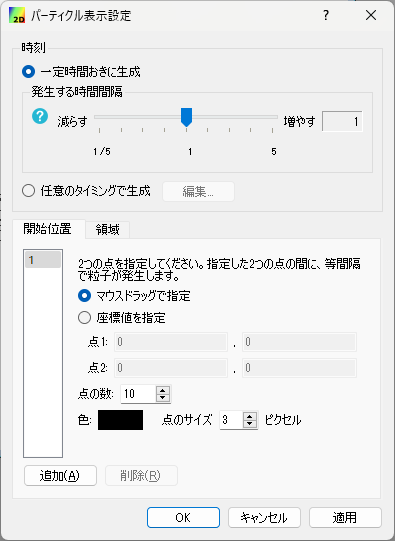 2D パーティクル表示設定 ?
時刻
一定時間おきに生成
発生する時間間隔
? 減らす 増やす 1
1/5 1 5
任意のタイミングで生成 編集...
開始位置 領域
1
2つの点を指定してください。指定した2つの点の間に、等間隔
で粒子が発生します。
マウスドラッグで指定
座標値を指定
点1: 0 , 0
点2: 0 , 0
点の数: 10
色: 点のサイズ 3 ピクセル
追加(A) 削除(R)
OK キャンセル 適用